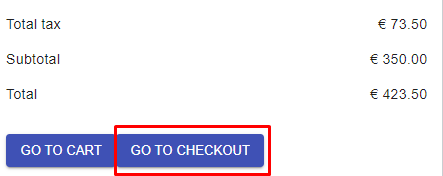 Total tax € 73.50
Subtotal € 350.00
Total € 423.50
GO TO CART GO TO CHECKOUT